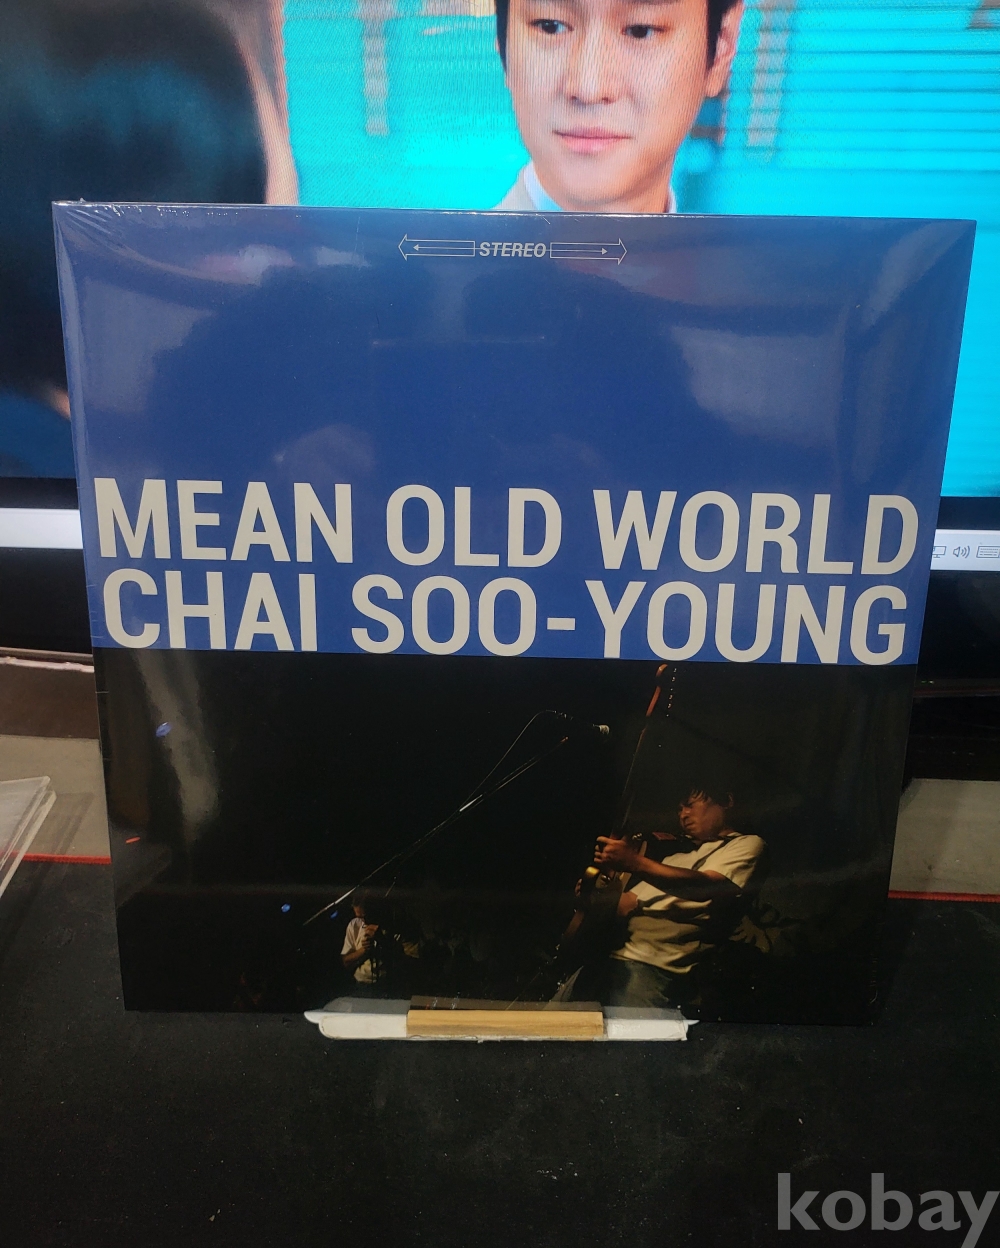 STEREO
MEAN OLD WORLD
CHAI SOO-YOUNG
kobay